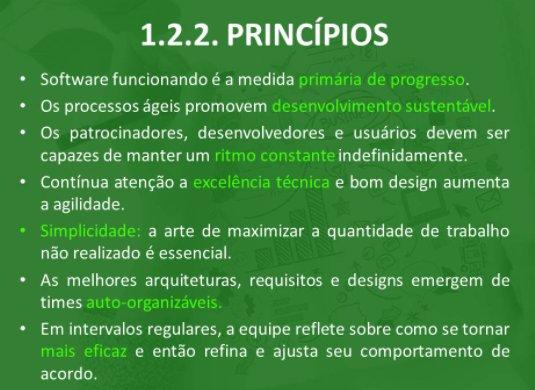 1.2.2. PRINCÍPIOS
• Software funcionando é a medida primária de progresso.
• Os processos ágeis promovem desenvolvimento sustentável.
• Os patrocinadores, desenvolvedores e usuários devem ser
capazes de manter um ritmo constante indefinidamente.
• Contínua atenção a excelência técnica e bom design aumenta
a agilidade.
• Simplicidade: a arte de maximizar a quantidade de trabalho
não realizado é essencial.
• As melhores arquiteturas, requisitos e designs emergem de
times auto-organizáveis.
• Em intervalos regulares, a equipe reflete sobre como se tornar
mais eficaz e então refina e ajusta seu comportamento de
acordo.